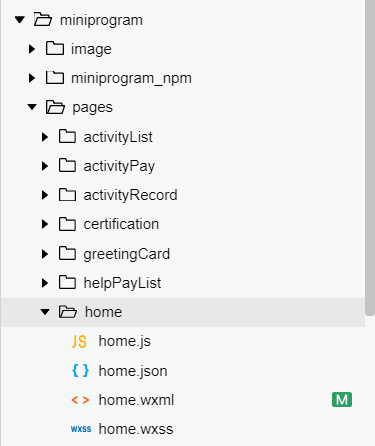 miniprogram
image
miniprogram_npm
pages
activityList
activityPay
activityRecord
certification
greetingCard
helpPayList
home
JS home.js
{ } home.json
< > home.wxml M
wxss home.wxss